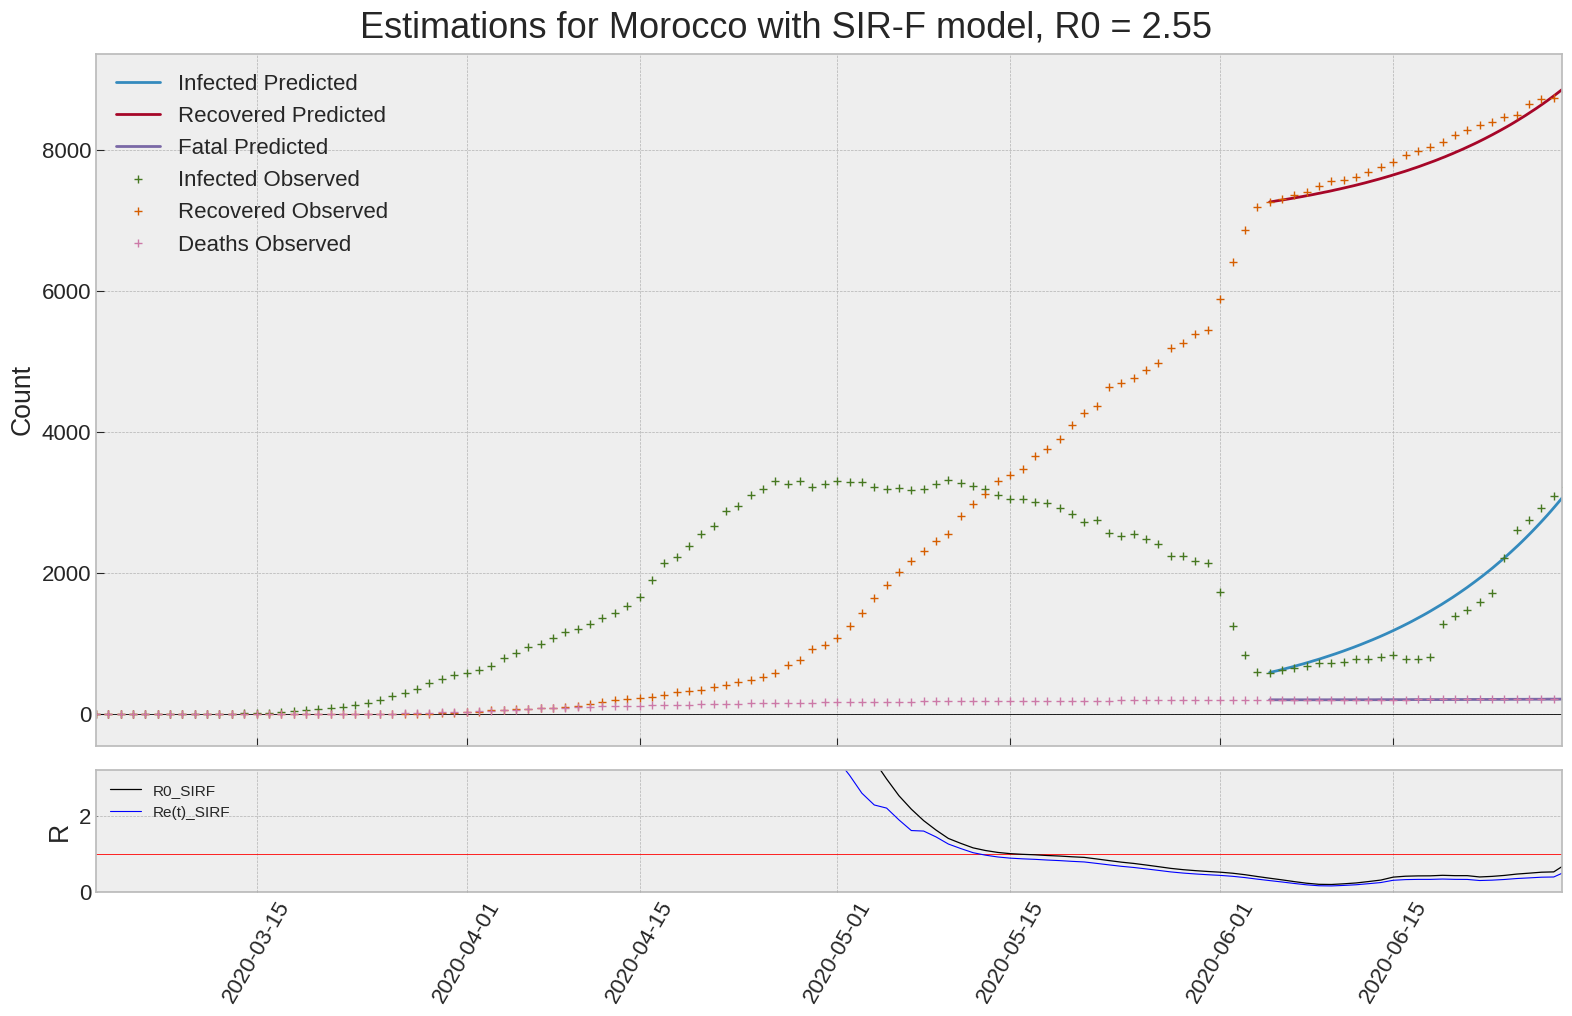 Estimations for Morocco with SIR-F model, R0 = 2.55
Infected Predicted
Recovered Predicted
Fatal Predicted
Infected Observed
Recovered Observed
Deaths Observed
Count
8000
6000
4000
2000
0
R0_SIRF
Re(t)_SIRF
R
2
0
2020-03-15
2020-04-01
2020-04-15
2020-05-01
2020-05-15
2020-06-01
2020-06-15